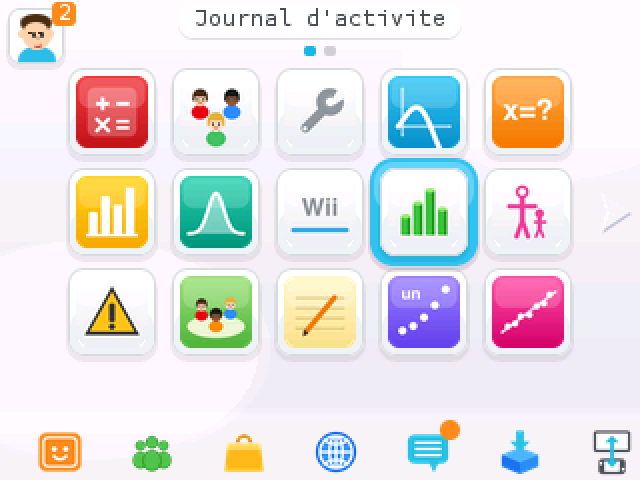 2
Journal d'activite
+ −
× =
x=?
Wii
!
un